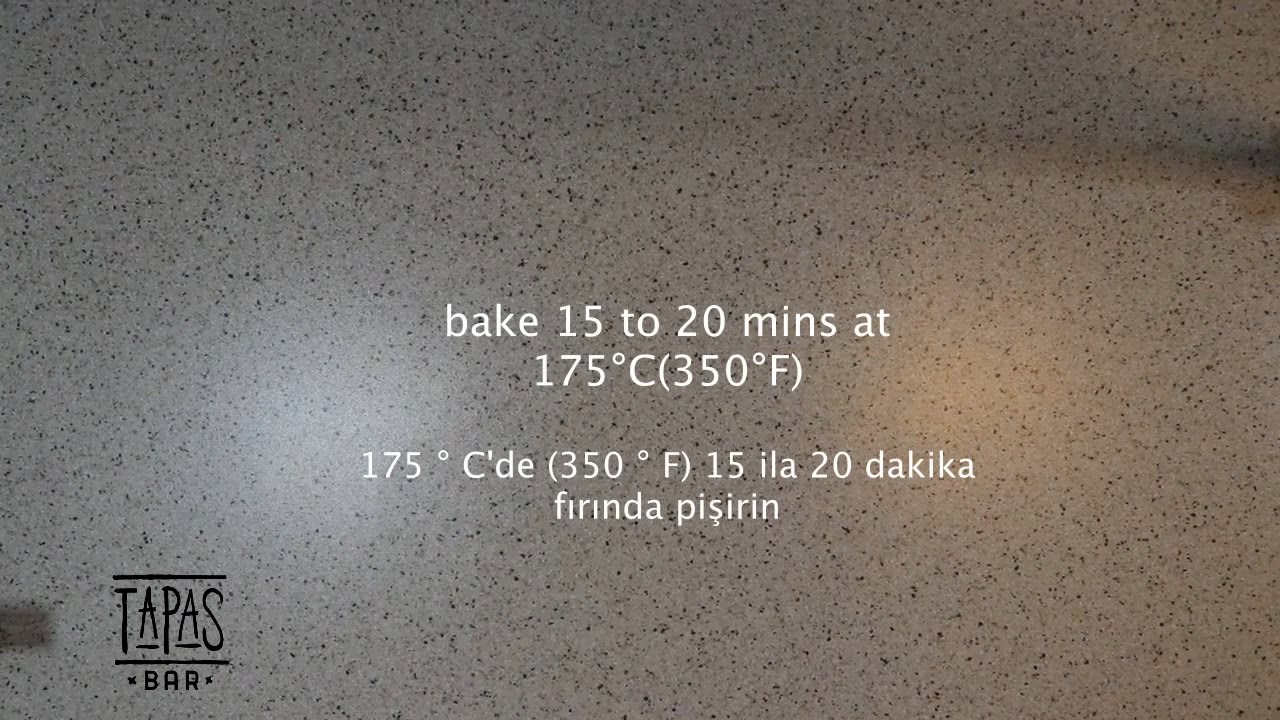 bake 15 to 20 mins at
175°C(350°F)
175 ° C'de (350 ° F) 15 ila 20 dakika
fırında pişirin
TAPAS
BAR